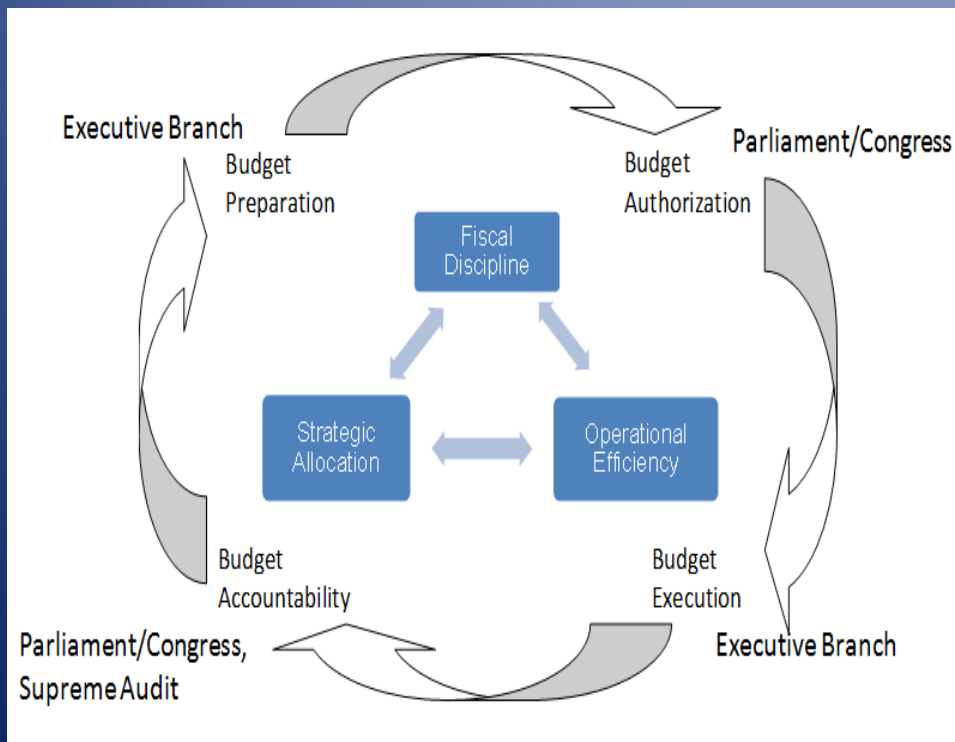 Executive Branch
Budget
Preparation
Budget
Authorization
Parliament/Congress
Fiscal
Discipline
Strategic
Allocation
Operational
Efficiency
Budget
Accountability
Parliament/Congress,
Supreme Audit
Budget
Execution
Executive Branch